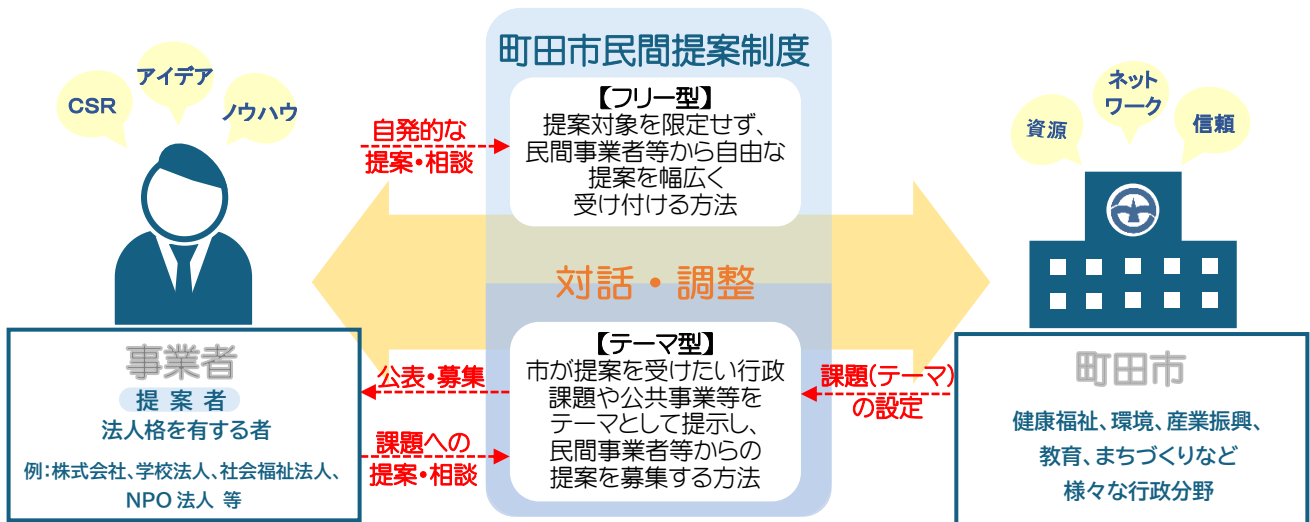 町田市民間提案制度
CSR
アイデア
ノウハウ
ネット
ワーク
資源
信頼
【フリー型】
提案対象を限定せず、
民間事業者等から自由な
提案を幅広く
受け付ける方法
自発的な
提案・相談
対話・調整
【テーマ型】
市が提案を受けたい行政
課題や公共事業等を
テーマとして提示し、
民間事業者等からの
提案を募集する方法
公表・募集
課題への
提案・相談
課題(テーマ)
の設定
事業者
提案者
法人格を有する者
例:株式会社、学校法人、社会福祉法人、
NPO法人 等
町田市
健康福祉、環境、産業振興、
教育、まちづくりなど
様々な行政分野